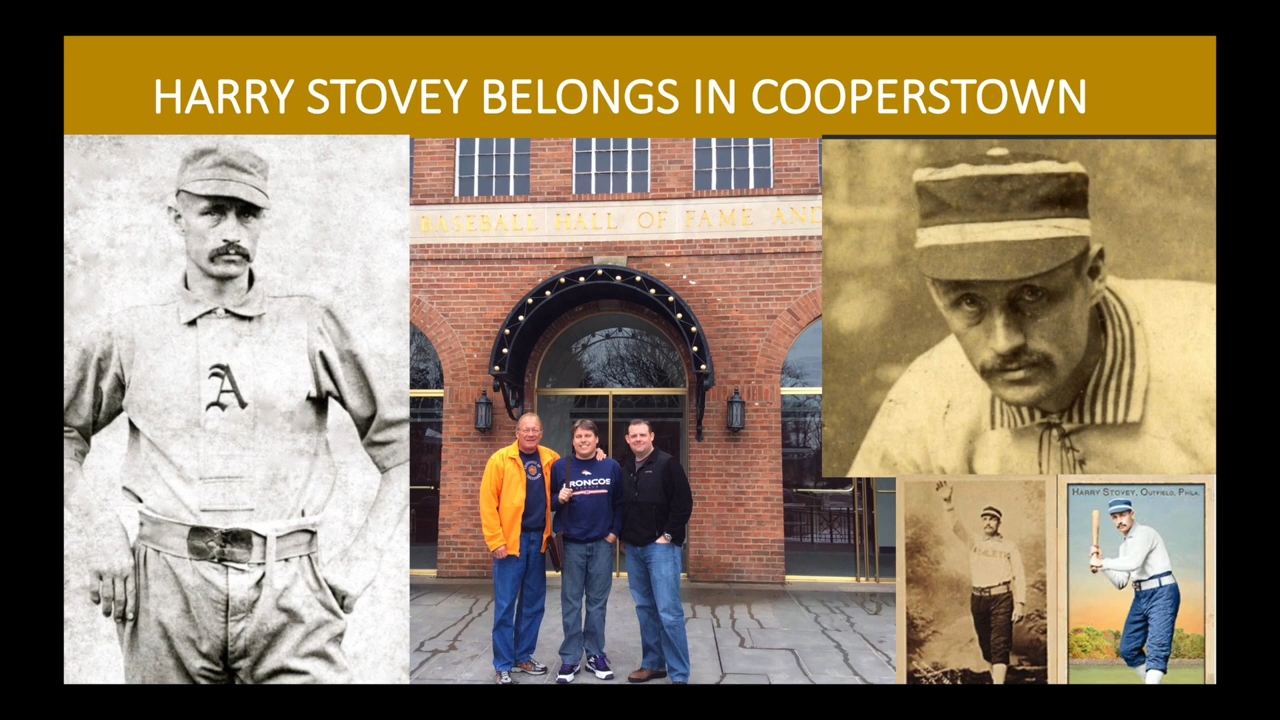 HARRY STOVEY BELONGS IN COOPERSTOWN
A
BASEBALL HALL OF FAME AND
BRONCOS
HARRY STOVEY, OUTFIELD, PHILA.